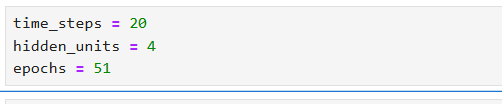 time_steps = 20
hidden_units = 4
epochs = 51